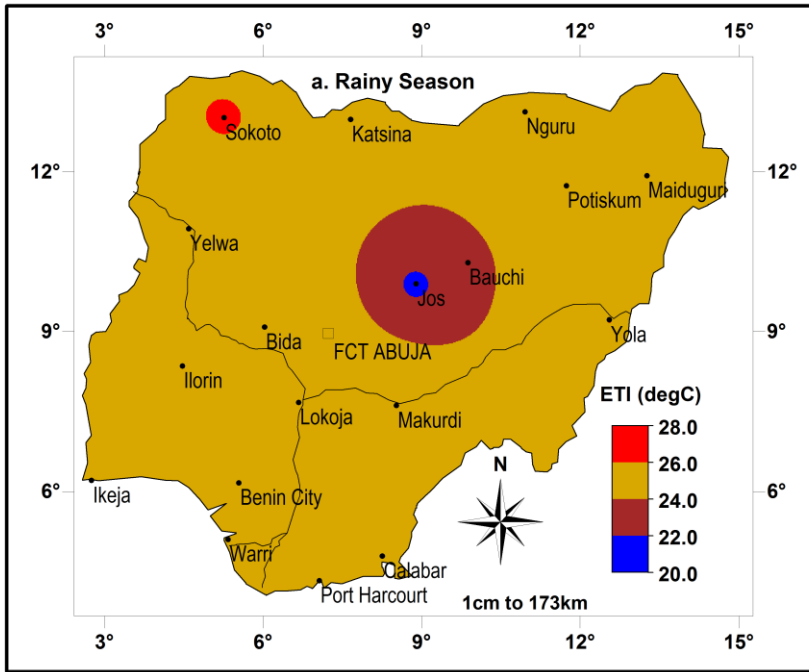 3° 6° 9° 12° 15°
a. Rainy Season
Sokoto
Katsina
Nguru
12° 12°
Potiskum
Maiduguri
Yelwa
Bauchi
Jos
9° 9°
Bida
FCT ABUJA
Yola
Ilorin
ETI (degC)
Lokoja
Makurdi
28.0
26.0
N
24.0
6° 6°
Ikeja
Benin City
22.0
Warri
20.0
Calabar
Port Harcourt
1cm to 173km
3° 6° 9° 12° 15°